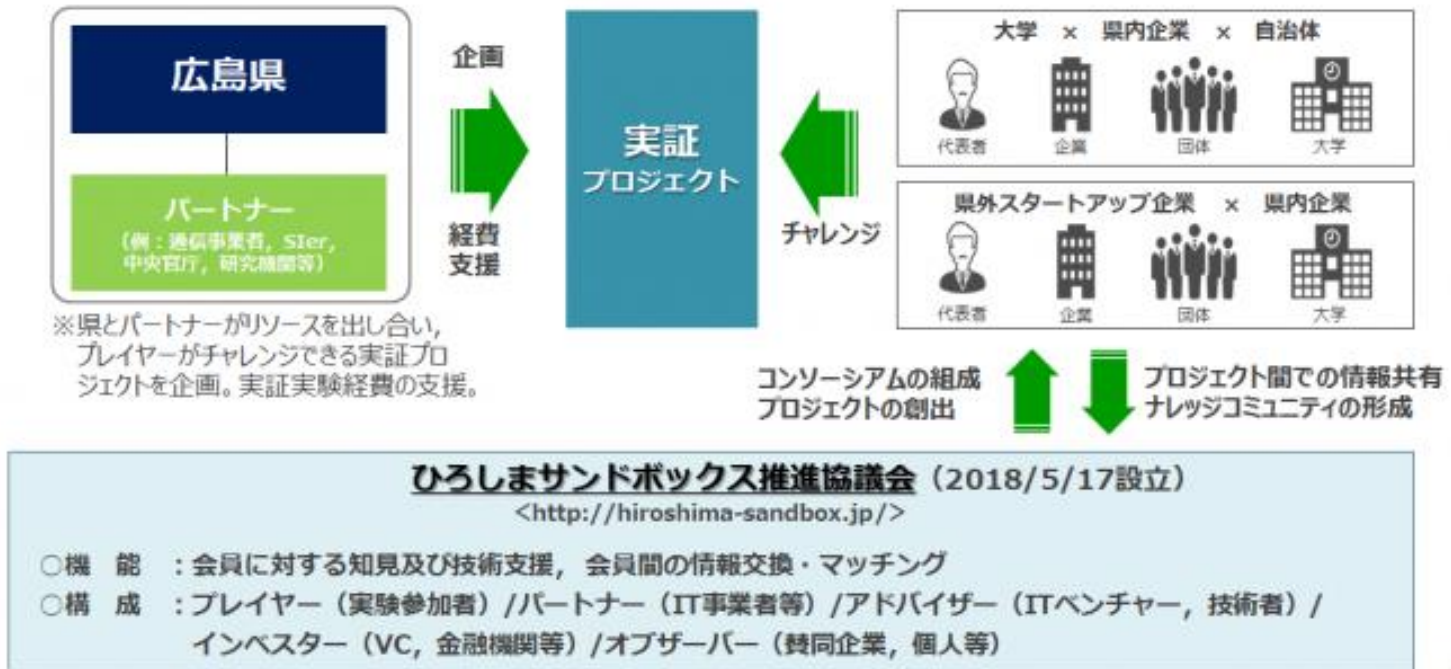 広島県
パートナー
(例:通信事業者, SIer,
中央官庁, 研究機関等)
※県とパートナーがリソースを出し合い,
プレイヤーがチャレンジできる実証プロ
ジェクトを企画。実証実験経費の支援。
企画
経費
支援
実証
プロジェクト
チャレンジ
大学 × 県内企業 × 自治体
代表者 企業 団体 大学
県外スタートアップ企業 × 県内企業
代表者 企業 団体 大学
コンソーシアムの組成
プロジェクトの創出
プロジェクト間での情報共有
ナレッジコミュニティの形成
ひろしまサンドボックス推進協議会(2018/5/17設立)
<http://hiroshima-sandbox.jp/>
○機 能 :会員に対する知見及び技術支援, 会員間の情報交換・マッチング
○構 成 :プレイヤー(実験参加者)/パートナー(IT事業者等)/アドバイザー(ITベンチャー, 技術者)/
インベスター(VC, 金融機関等)/オブザーバー(賛同企業, 個人等)